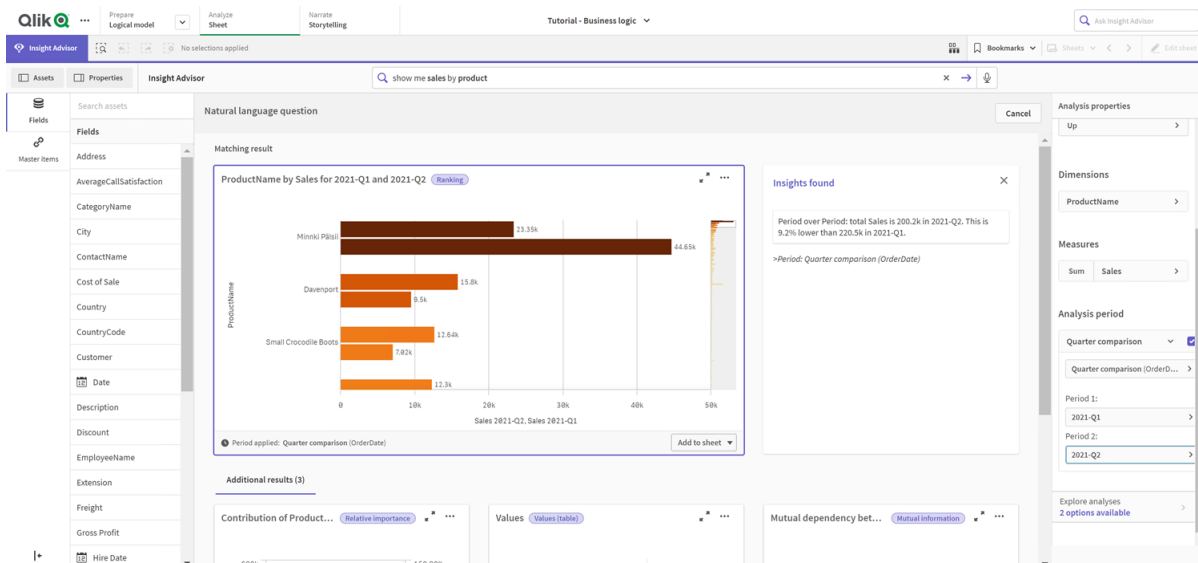 Qlik Q
Prepare
Logical model
Analyze
Sheet
Narrate
Storytelling
Tutorial - Business logic
Ask Insight Advisor
Insight Advisor
No selections applied
Bookmarks
Sheets
Edit sheet
Assets
Properties
Insight Advisor
show me sales by product
Fields
Master items
Search assets
Fields
Address
AverageCallSatisfaction
CategoryName
City
ContactName
Cost of Sale
Country
CountryCode
Customer
Date
Description
Discount
EmployeeName
Extension
Freight
Gross Profit
Hire Date
Natural language question
Cancel
Matching result
ProductName by Sales for 2021-Q1 and 2021-Q2 Ranking
ProductName
Minnki Pälsii
23.35k
44.65k
Davenport
15.8k
9.5k
Small Crocodile Boots
12.64k
7.02k
12.3k
0 10k 20k 30k 40k 50k
Sales 2021-Q2, Sales 2021-Q1
Period applied: Quarter comparison (OrderDate)
Add to sheet
Insights found
Period over Period: total Sales is 200.2k in 2021-Q2. This is
9.2% lower than 220.5k in 2021-Q1.
>Period: Quarter comparison (OrderDate)
Additional results (3)
Contribution of Product... Relative importance
Values Values (table)
Mutual dependency bet... Mutual information
Analysis properties
Up
Dimensions
ProductName
Measures
Sum Sales
Analysis period
Quarter comparison
Quarter comparison (OrderD...
Period 1:
2021-Q1
Period 2:
2021-Q2
Explore analyses
2 options available